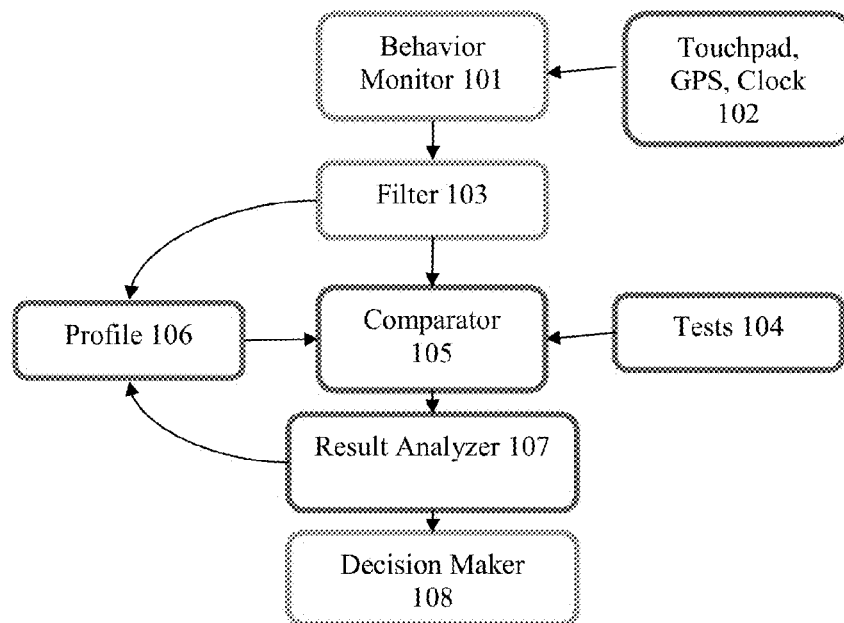 Behavior
Monitor 101
Touchpad,
GPS, Clock
102
Filter 103
Profile 106
Comparator
105
Tests 104
Result Analyzer 107
Decision Maker
108